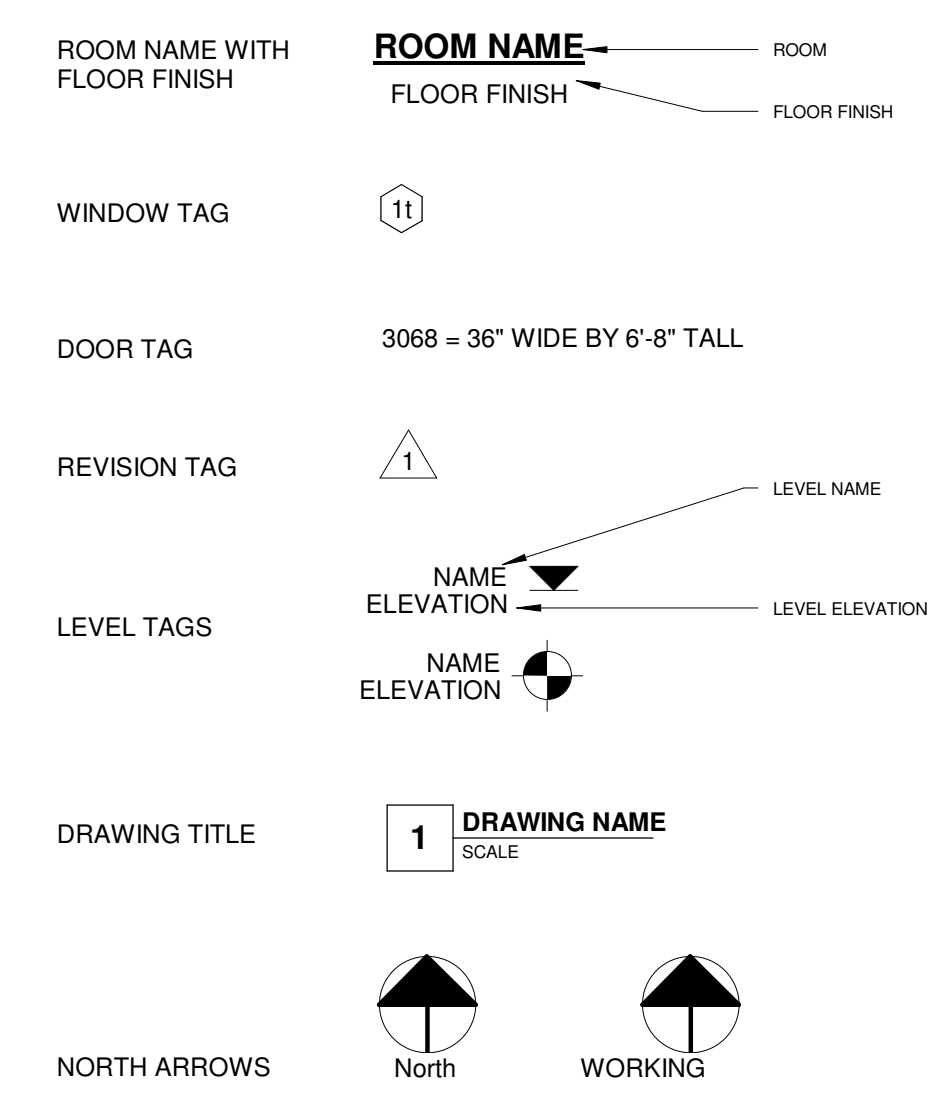 ROOM NAME WITH
FLOOR FINISH
ROOM NAME
FLOOR FINISH
ROOM
FLOOR FINISH
WINDOW TAG
1t
DOOR TAG
3068 = 36" WIDE BY 6'-8" TALL
REVISION TAG
1
LEVEL TAGS
NAME
ELEVATION
LEVEL NAME
LEVEL ELEVATION
NAME
ELEVATION
DRAWING TITLE
1
DRAWING NAME
SCALE
NORTH ARROWS
North
WORKING